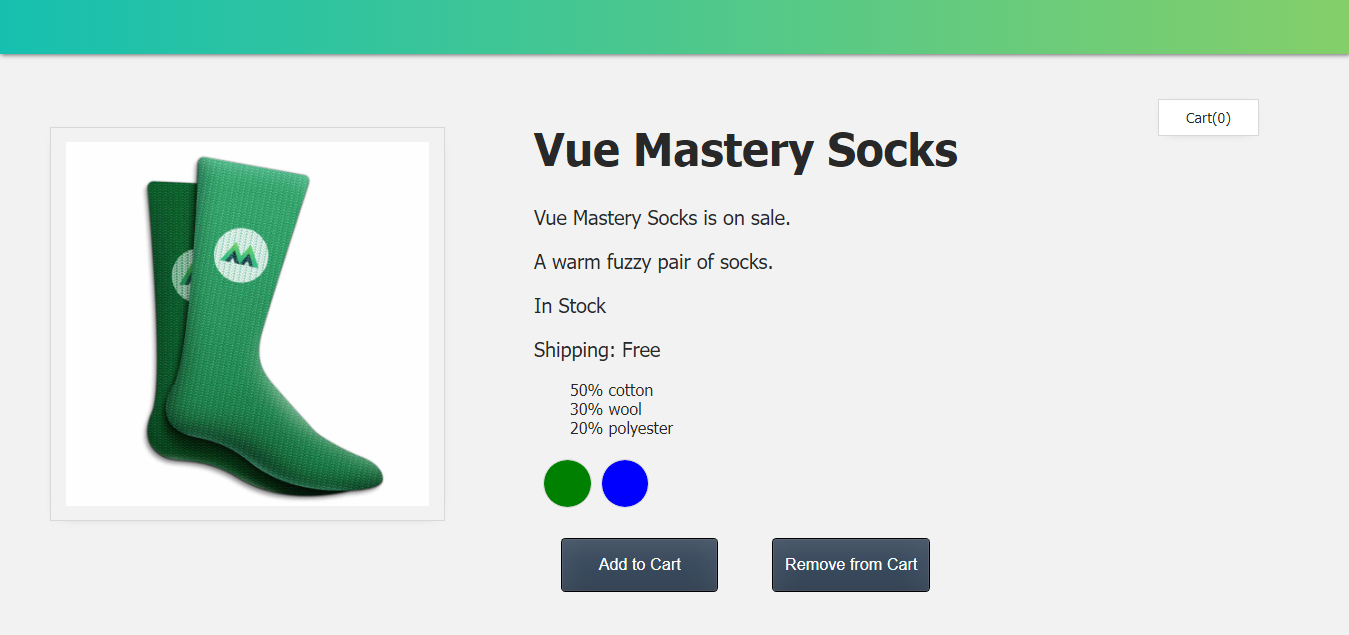 Cart(0)
Vue Mastery Socks
Vue Mastery Socks is on sale.
A warm fuzzy pair of socks.
In Stock
Shipping: Free
50% cotton
30% wool
20% polyester
Add to Cart
Remove from Cart